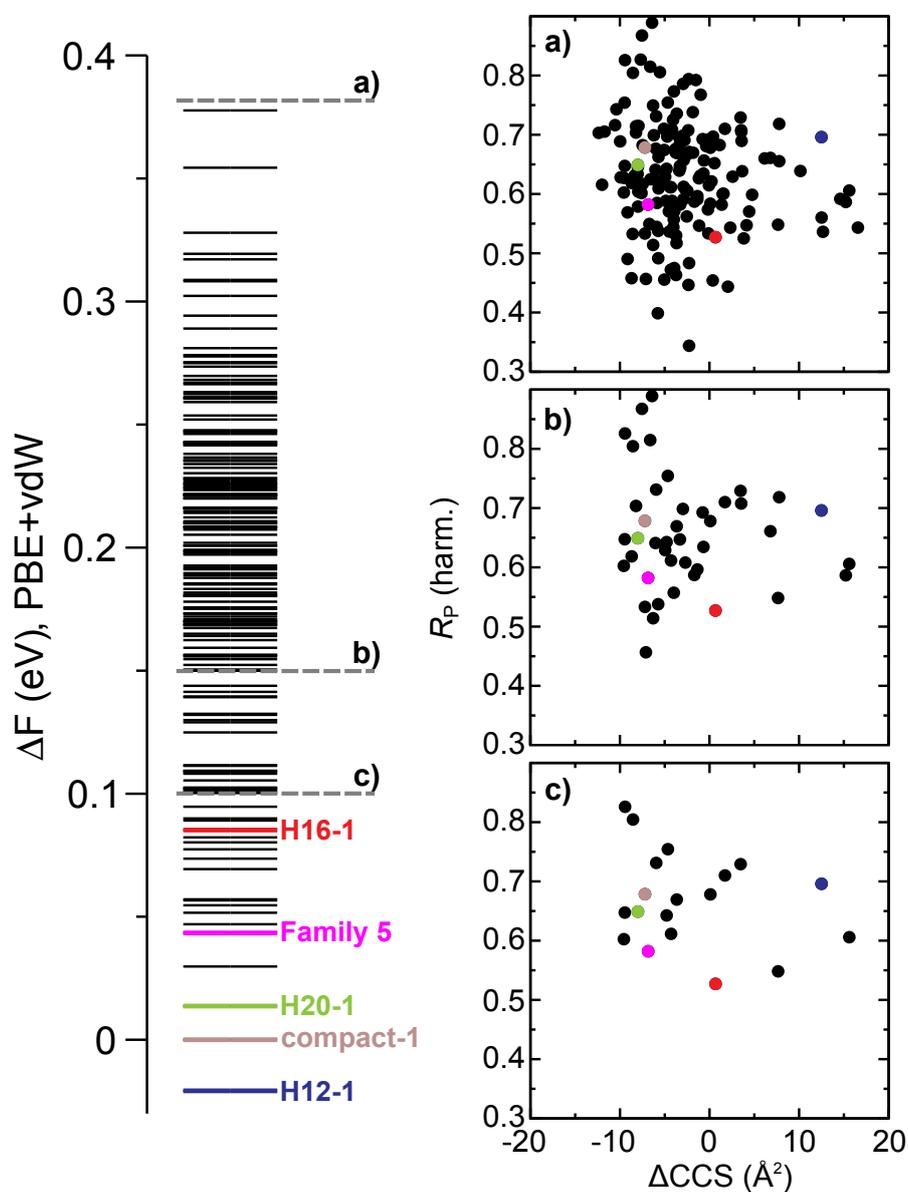 0.4
0.3
0.2
0.1
0
ΔF (eV), PBE+vdW
a)
b)
c)
H16-1
Family 5
H20-1
compact-1
H12-1
a)
0.8
0.7
0.6
0.5
0.4
0.3
b)
0.8
0.7
0.6
0.5
0.4
0.3
R_P (harm.)
c)
0.8
0.7
0.6
0.5
0.4
0.3
-20 -10 0 10 20
ΔCCS (Å²)